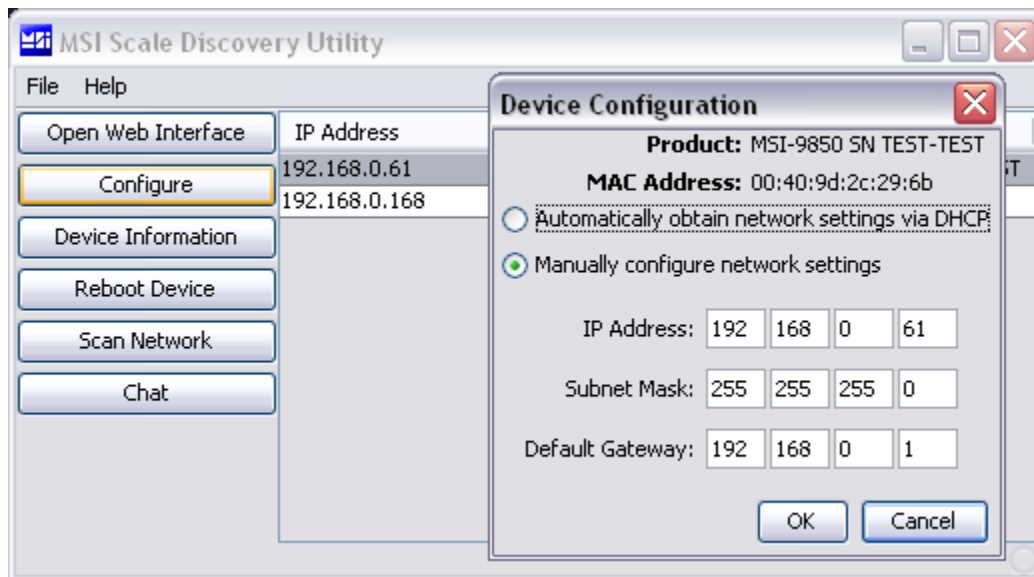 MSI Scale Discovery Utility
File Help
Open Web Interface
Configure
Device Information
Reboot Device
Scan Network
Chat
IP Address
192.168.0.61
192.168.0.168
Device Configuration
Product: MSI-9850 SN TEST-TEST
MAC Address: 00:40:9d:2c:29:6b
Automatically obtain network settings via DHCP
Manually configure network settings
IP Address: 192 168 0 61
Subnet Mask: 255 255 255 0
Default Gateway: 192 168 0 1
OK Cancel